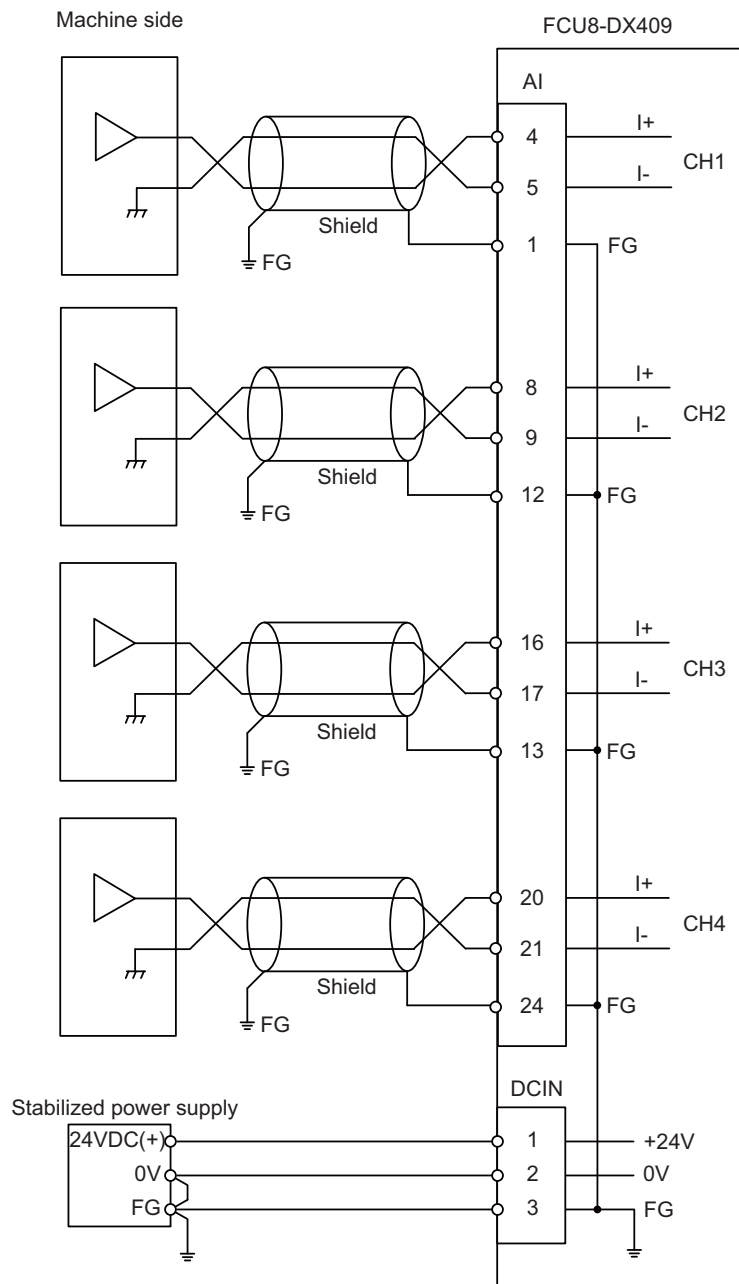 Machine side
FCU8-DX409
AI
4
I+
CH1
5
I-
Shield
1
FG
FG
8
I+
CH2
9
I-
Shield
12
FG
FG
16
I+
CH3
17
I-
Shield
13
FG
FG
20
I+
CH4
21
I-
Shield
24
FG
FG
DCIN
Stabilized power supply
24VDC(+)
1
+24V
0V
2
0V
FG
3
FG